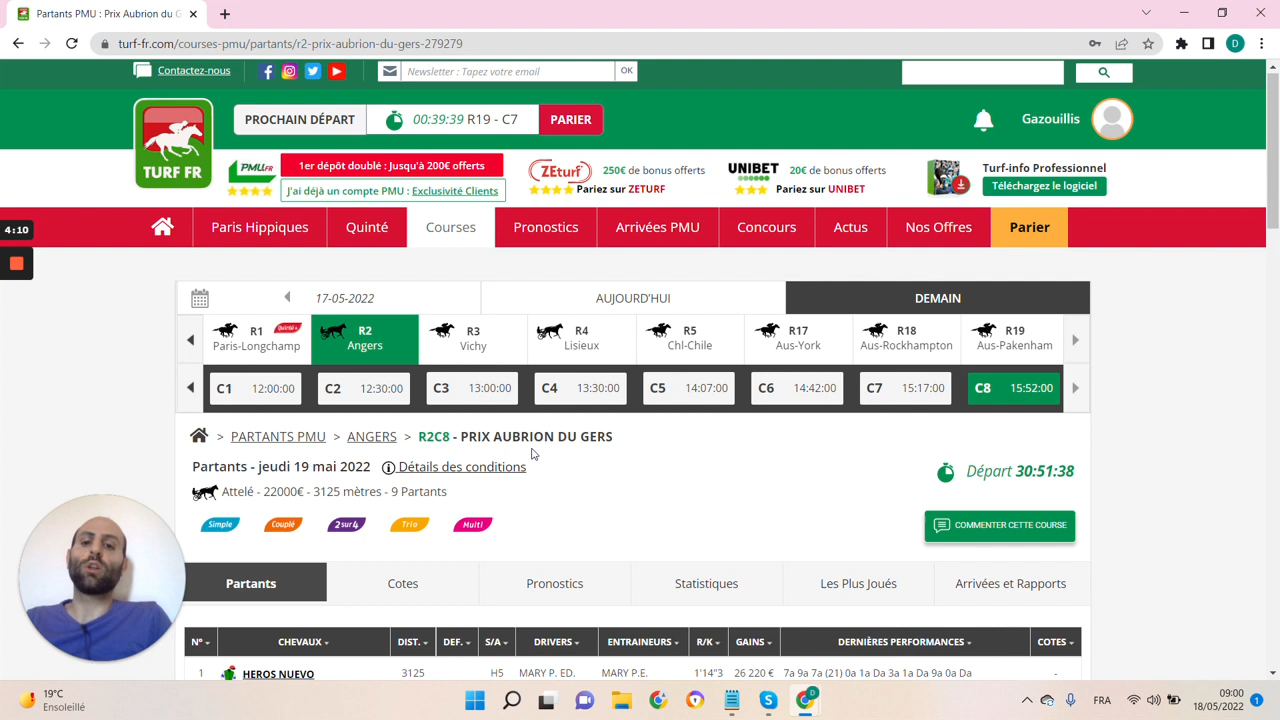 Partants PMU : Prix Aubrion du G
turf-fr.com/courses-pmu/partants/r2-prix-aubrion-du-gers-279279
D
Contactez-nous
Newsletter : Tapez votre email
OK
TURF FR
PROCHAIN DÉPART
00:39:39 R19 - C7
PARIER
Gazouillis
PMU.FR
1er dépôt doublé : Jusqu'à 200€ offerts
J'ai déjà un compte PMU : Exclusivité Clients
ZEturf
250€ de bonus offerts
Pariez sur ZETURF
UNIBET
20€ de bonus offerts
Pariez sur UNIBET
Turf-info Professionnel
Téléchargez le logiciel
Paris Hippiques
Quinté
Courses
Pronostics
Arrivées PMU
Concours
Actus
Nos Offres
Parier
4:10
17-05-2022
AUJOURD'HUI
DEMAIN
R1 Quinté+
Paris-Longchamp
R2
Angers
R3
Vichy
R4
Lisieux
R5
Chl-Chile
R17
Aus-York
R18
Aus-Rockhampton
R19
Aus-Pakenham
C1 12:00:00
C2 12:30:00
C3 13:00:00
C4 13:30:00
C5 14:07:00
C6 14:42:00
C7 15:17:00
C8 15:52:00
> PARTANTS PMU > ANGERS > R2C8 - PRIX AUBRION DU GERS
Partants - jeudi 19 mai 2022 Détails des conditions
Départ 30:51:38
Attelé - 22000€ - 3125 mètres - 9 Partants
Simple
Couplé
2 sur 4
Trio
Multi
COMMENTER CETTE COURSE
Partants
Cotes
Pronostics
Statistiques
Les Plus Joués
Arrivées et Rapports
N° CHEVAUX DIST. DEF. S/A DRIVERS ENTRAINEURS R/K GAINS DERNIÈRES PERFORMANCES COTES
1 HEROS NUEVO 3125 H5 MARY P. ED. MARY P.E. 1'14"3 26 220 € 7a 9a 7a (21) 0a 1a Da 3a 1a Da 9a 0a Da -
19°C
Ensoleillé
D
FRA
09:00
18/05/2022
1